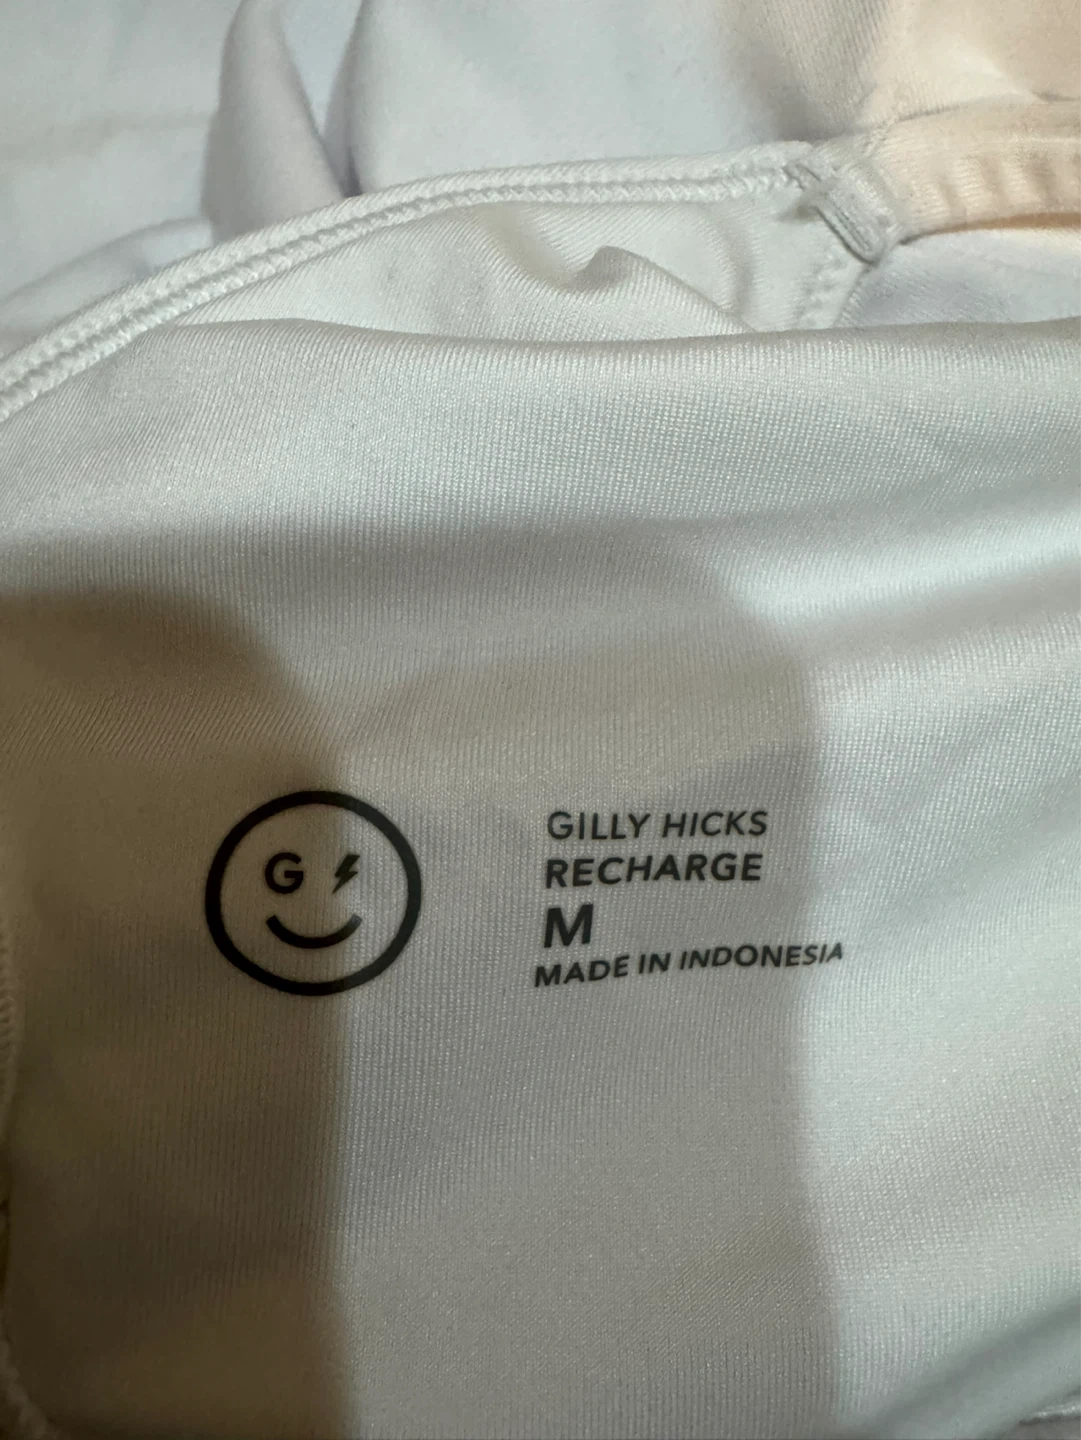 G
GILLY HICKS
RECHARGE
M
MADE IN INDONESIA